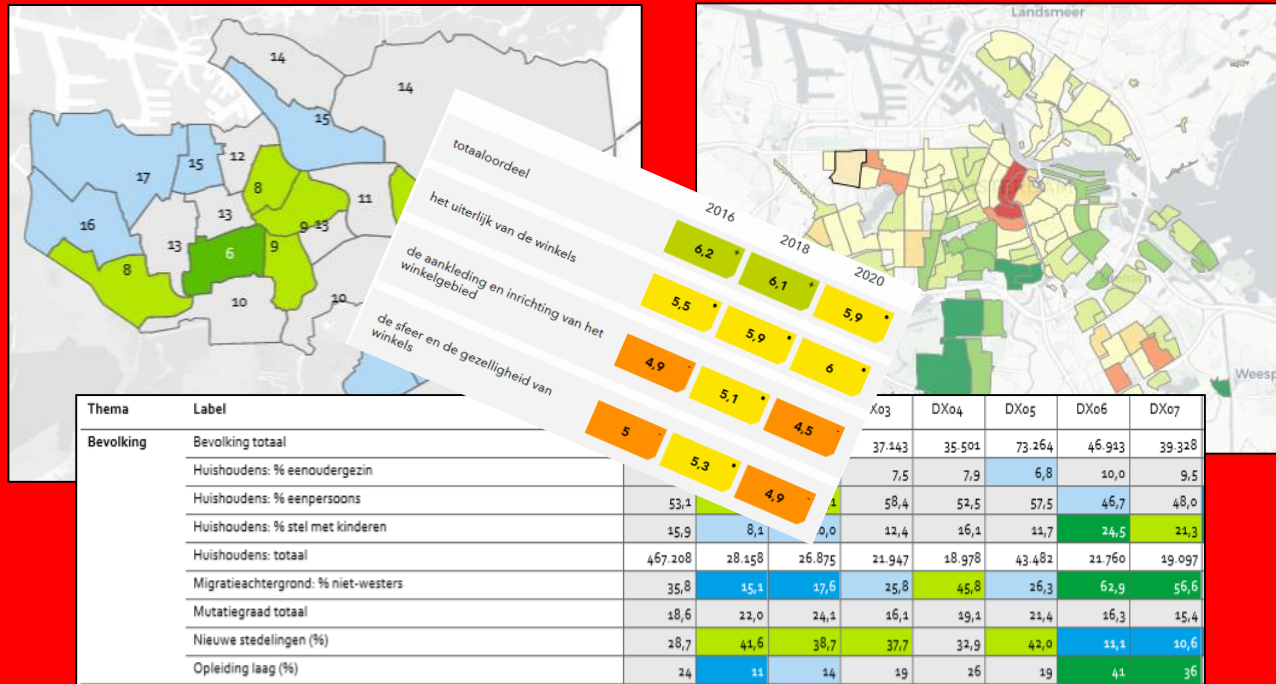 14
14
15
12
15
17
8
11
13
16
9 13
13
6
9
8
10
10
Landsmeer
Weesp
2016
2018
2020
totaaloordeel
6,2 +
6,1 +
5,9 •
het uiterlijk van de winkels
5,5 •
5,9 •
6 •
de aankleding en inrichting van het
winkelgebied
4,9 -
5,1 •
4,5 -
de sfeer en de gezelligheid van
winkels
5 -
5,3 •
4,9 -
Thema Label DX04 DX05 DX06 DX07
Bevolking Bevolking totaal 37.143 35.501 73.264 46.913 39.328
Huishoudens: % eenoudergezin 7,5 7,9 6,8 10,0 9,5
Huishoudens: % eenpersoons 53,1 58,4 52,5 57,5 46,7 48,0
Huishoudens: % stel met kinderen 15,9 8,1 12,4 16,1 11,7 24,5 21,3
Huishoudens: totaal 467.208 28.158 26.875 21.947 18.978 43.482 21.760 19.097
Migratieachtergrond: % niet-westers 35,8 15,1 17,6 25,8 45,8 26,3 62,9 56,6
Mutatiegraad totaal 18,6 22,0 24,1 16,1 19,1 21,4 16,3 15,4
Nieuwe stedelingen (%) 28,7 41,6 38,7 37,7 32,9 42,0 11,1 10,6
Opleiding laag (%) 24 11 14 19 26 19 41 36